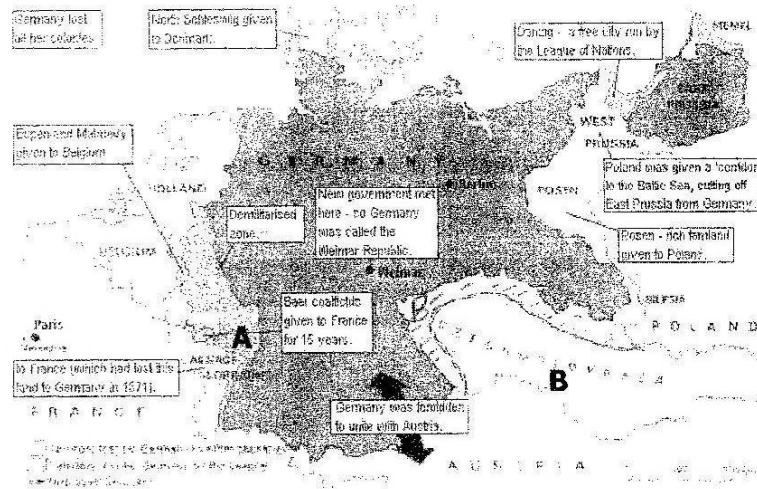 Germany lost
all her colonies
North Schleswig given
to Denmark.
Danzig - a free city run by
the League of Nations.
MEMEL
EAST
PRUSSIA
WEST
PRUSSIA
Eupen and Malmedy
given to Belgium
GERMANY
Berlin
POSEN
Poland was given a 'corridor'
to the Baltic Sea, cutting off
East Prussia from Germany.
HOLLAND
Demilitarised
zone.
New government met
here - so Germany
was called the
Weimar Republic.
Posen - rich farmland
given to Poland.
BELGIUM
Weimar
SILESIA
Saar coalfields
given to France
for 15 years.
D
Paris
A
POLAND
CZECHOSLOVAKIA
ALSACE
LORRAINE
to France (which had lost this
land to Germany in 1871).
B
FRANCE
Germany was forbidden
to unite with Austria.
AUSTRIA